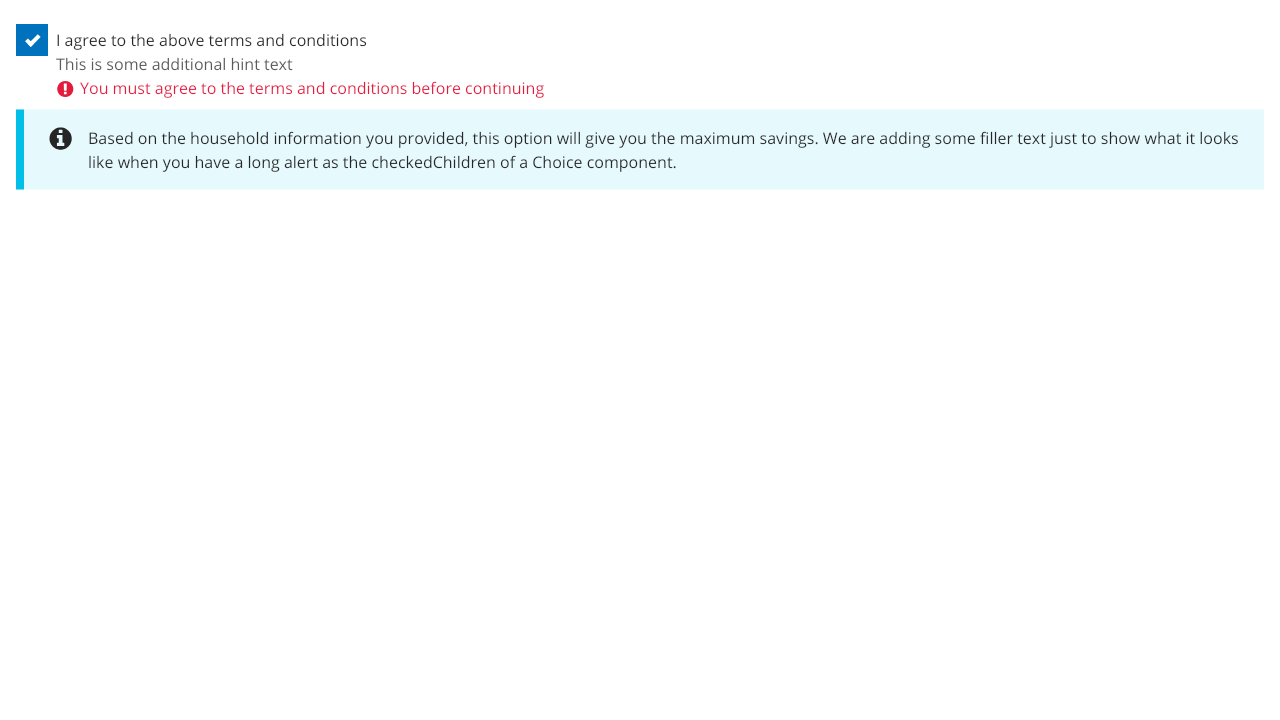 I agree to the above terms and conditions
This is some additional hint text
You must agree to the terms and conditions before continuing
Based on the household information you provided, this option will give you the maximum savings. We are adding some filler text just to show what it looks
like when you have a long alert as the checkedChildren of a Choice component.